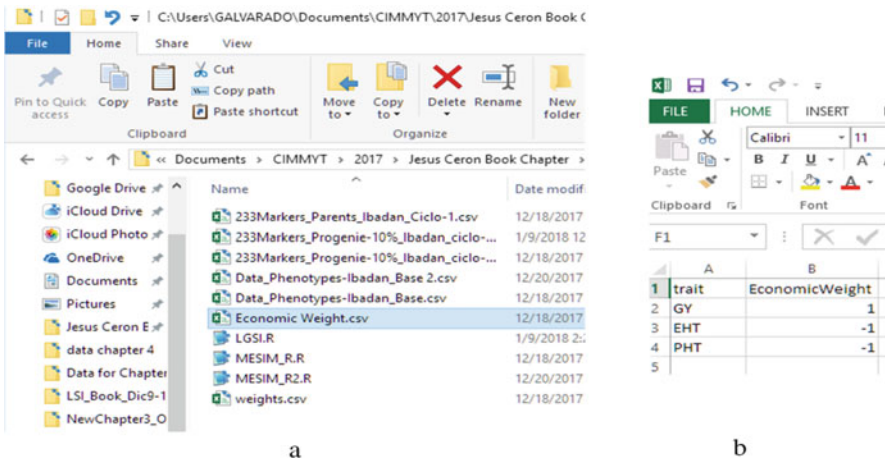 C:\Users\GALVARADO\Documents\CIMMYT\2017\Jesus Ceron Book C
File Home Share View
Pin to Quick access
Copy
Paste
Cut
Copy path
Paste shortcut
Move to
Copy to
Delete
Rename
New folder
Clipboard
Organize
« Documents > CIMMYT > 2017 > Jesus Ceron Book Chapter >
Google Drive
iCloud Drive
iCloud Photo
OneDrive
Documents
Pictures
Jesus Ceron E
data chapter 4
Data for Chapter
LSI_Book_Dic9-1
NewChapter3_O
Name Date modifi
233Markers_Parents_Ibadan_Ciclo-1.csv 12/18/2017
233Markers_Progenie-10%_Ibadan_ciclo-... 1/9/2018 12
233Markers_Progenie-10%_Ibadan_ciclo-... 12/18/2017
Data_Phenotypes-Ibadan_Base 2.csv 12/20/2017
Data_Phenotypes-Ibadan_Base.csv 12/18/2017
Economic Weight.csv 12/18/2017
LGSI.R 1/9/2018 2:
MESIM_R.R 12/18/2017
MESIM_R2.R 12/20/2017
weights.csv 12/18/2017
a
FILE HOME INSERT
Paste
Calibri 11
B I U A
Clipboard Font
F1
A B
1 trait EconomicWeight
2 GY 1
3 EHT -1
4 PHT -1
5
b